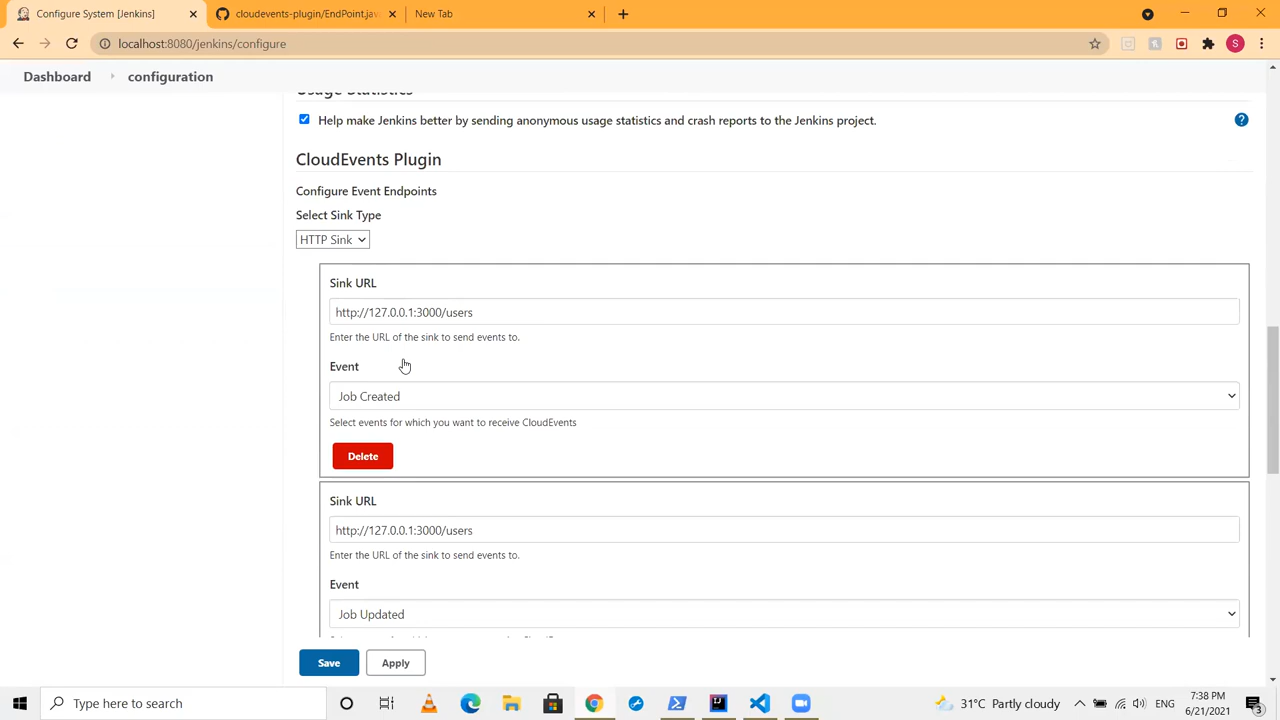 Configure System [Jenkins]
cloudevents-plugin/EndPoint.jav
New Tab
localhost:8080/jenkins/configure
S
Dashboard
configuration
Usage Statistics
Help make Jenkins better by sending anonymous usage statistics and crash reports to the Jenkins project.
?
CloudEvents Plugin
Configure Event Endpoints
Select Sink Type
HTTP Sink
Sink URL
http://127.0.0.1:3000/users
Enter the URL of the sink to send events to.
Event
Job Created
Select events for which you want to receive CloudEvents
Delete
Sink URL
http://127.0.0.1:3000/users
Enter the URL of the sink to send events to.
Event
Job Updated
Save
Apply
Type here to search
31°C Partly cloudy
ENG
7:38 PM
6/21/2021
3